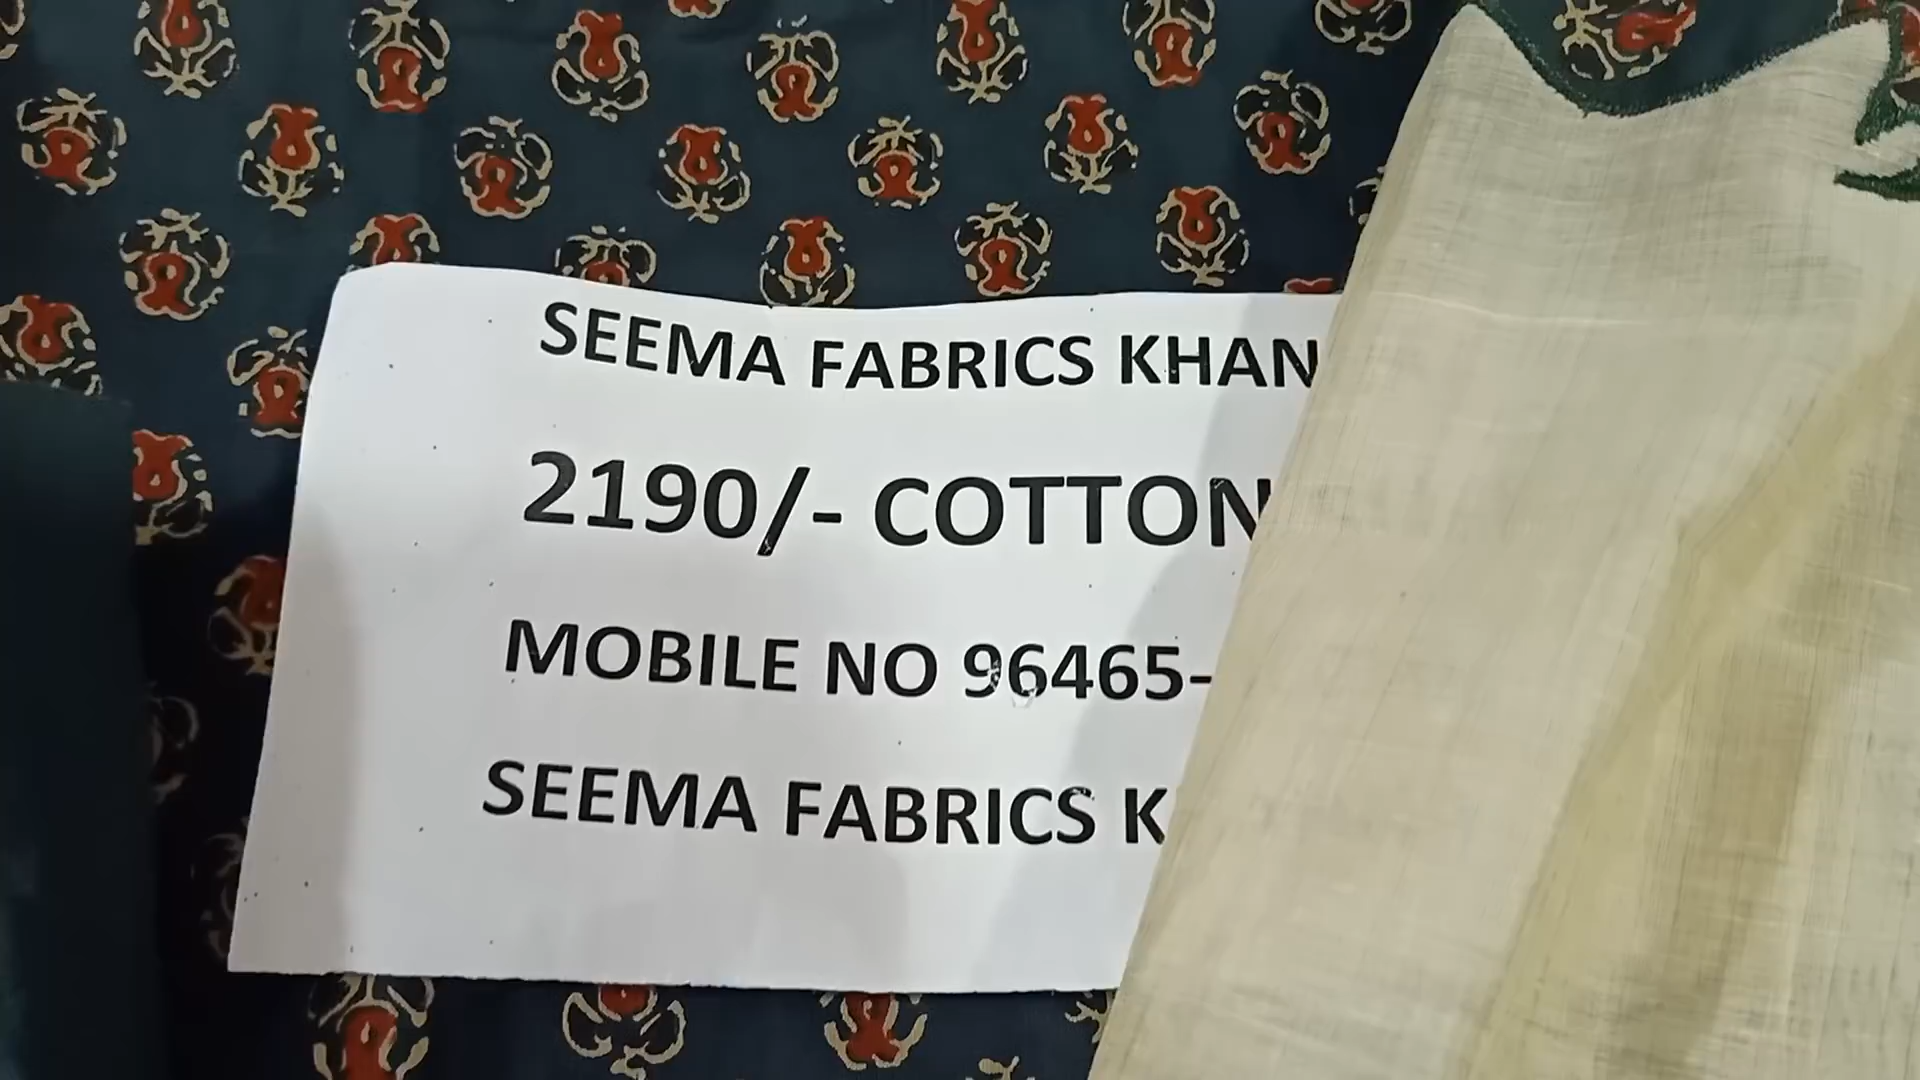 SEEMA FABRICS KHAN
2190/- COTTON
MOBILE NO 96465-
SEEMA FABRICS K